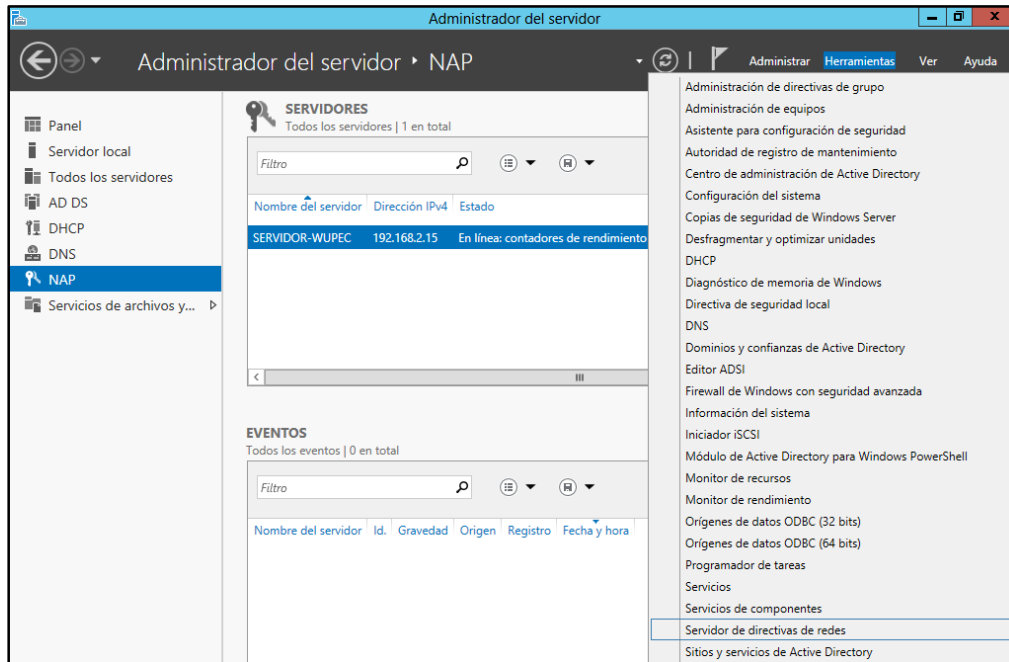 Administrador del servidor
Administrador del servidor • NAP
Administrar Herramientas Ver Ayuda
Panel
Servidor local
Todos los servidores
AD DS
DHCP
DNS
NAP
Servicios de archivos y...
SERVIDORES
Todos los servidores | 1 en total
Filtro
Nombre del servidor Dirección IPv4 Estado
SERVIDOR-WUPEC 192.168.2.15 En línea: contadores de rendimiento
EVENTOS
Todos los eventos | 0 en total
Filtro
Nombre del servidor Id. Gravedad Origen Registro Fecha y hora
Administración de directivas de grupo
Administración de equipos
Asistente para configuración de seguridad
Autoridad de registro de mantenimiento
Centro de administración de Active Directory
Configuración del sistema
Copias de seguridad de Windows Server
Desfragmentar y optimizar unidades
DHCP
Diagnóstico de memoria de Windows
Directiva de seguridad local
DNS
Dominios y confianzas de Active Directory
Editor ADSI
Firewall de Windows con seguridad avanzada
Información del sistema
Iniciador iSCSI
Módulo de Active Directory para Windows PowerShell
Monitor de recursos
Monitor de rendimiento
Orígenes de datos ODBC (32 bits)
Orígenes de datos ODBC (64 bits)
Programador de tareas
Servicios
Servicios de componentes
Servidor de directivas de redes
Sitios y servicios de Active Directory